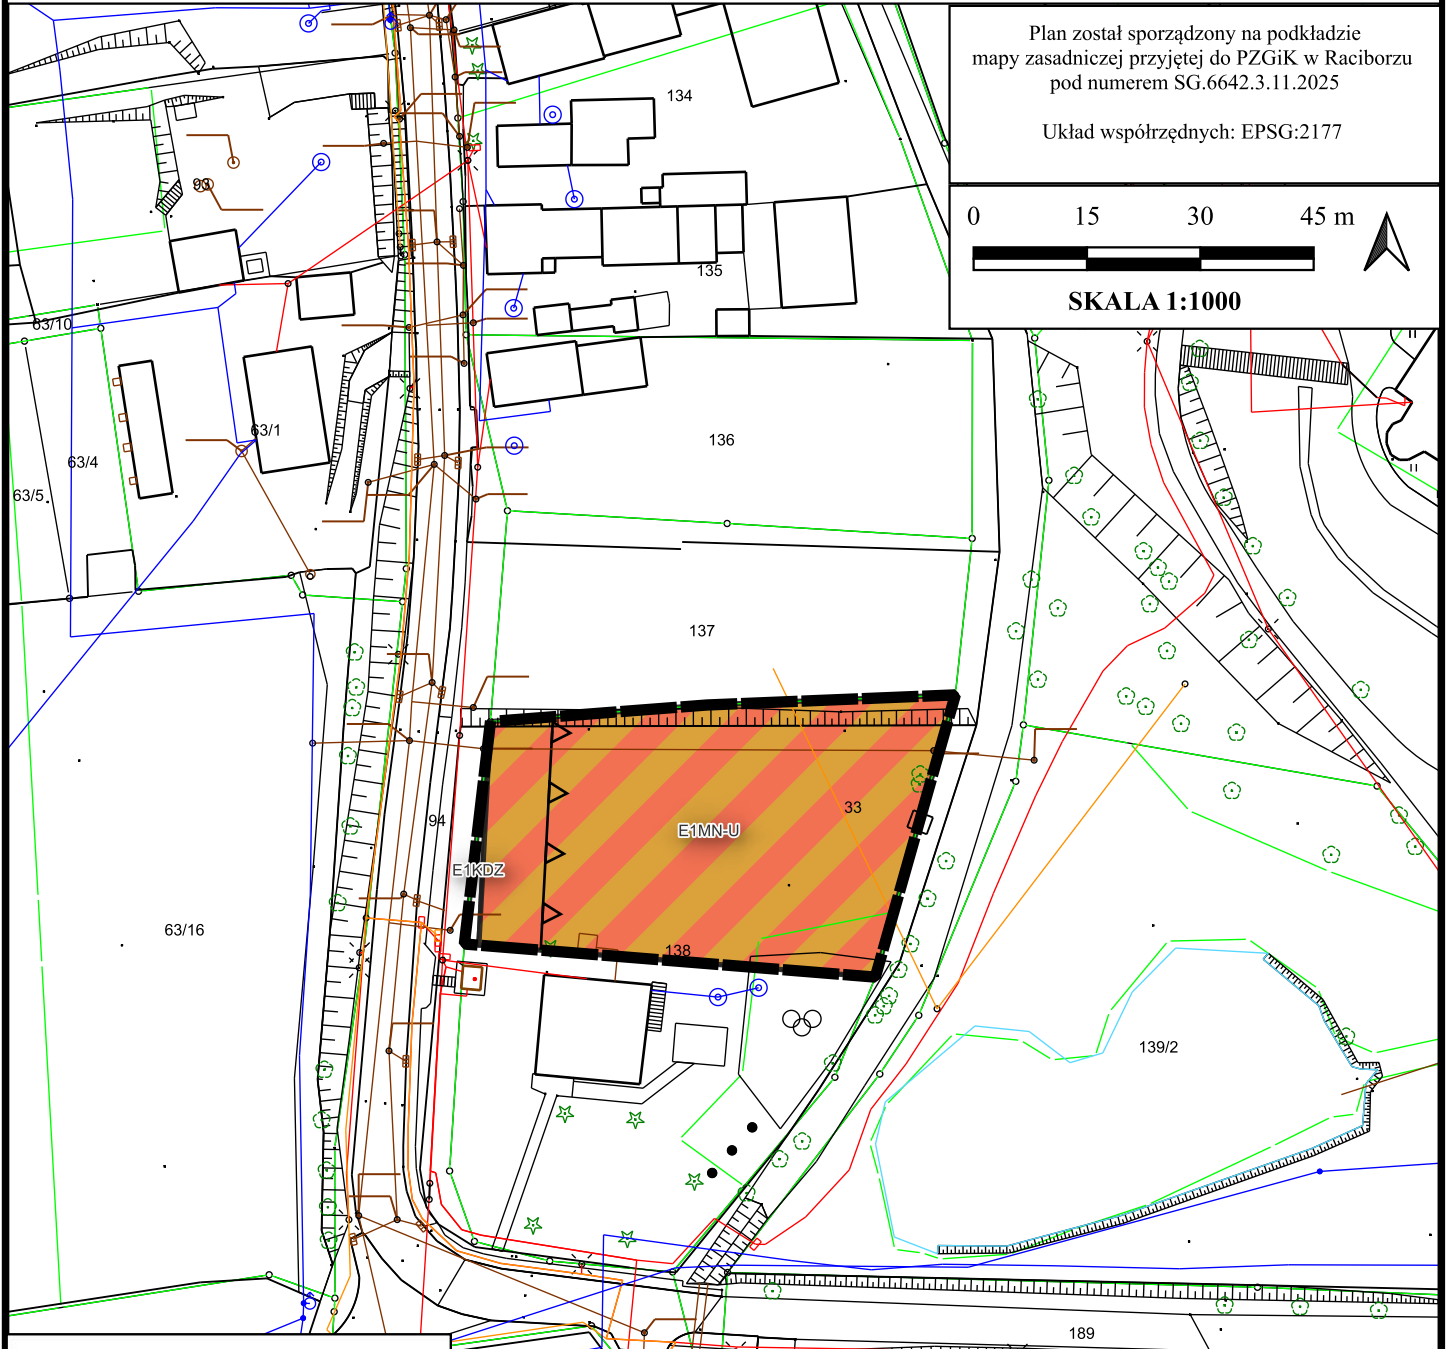 Plan został sporządzony na podkładzie
mapy zasadniczej przyjętej do PZGiK w Raciborzu
pod numerem SG.6642.3.11.2025
Układ współrzędnych: EPSG:2177
0 15 30 45 m
SKALA 1:1000
134
93
135
63/10
63/1
136
63/4
63/5
137
33
94
E1MN-U
E1KDZ
63/16
138
139/2
189